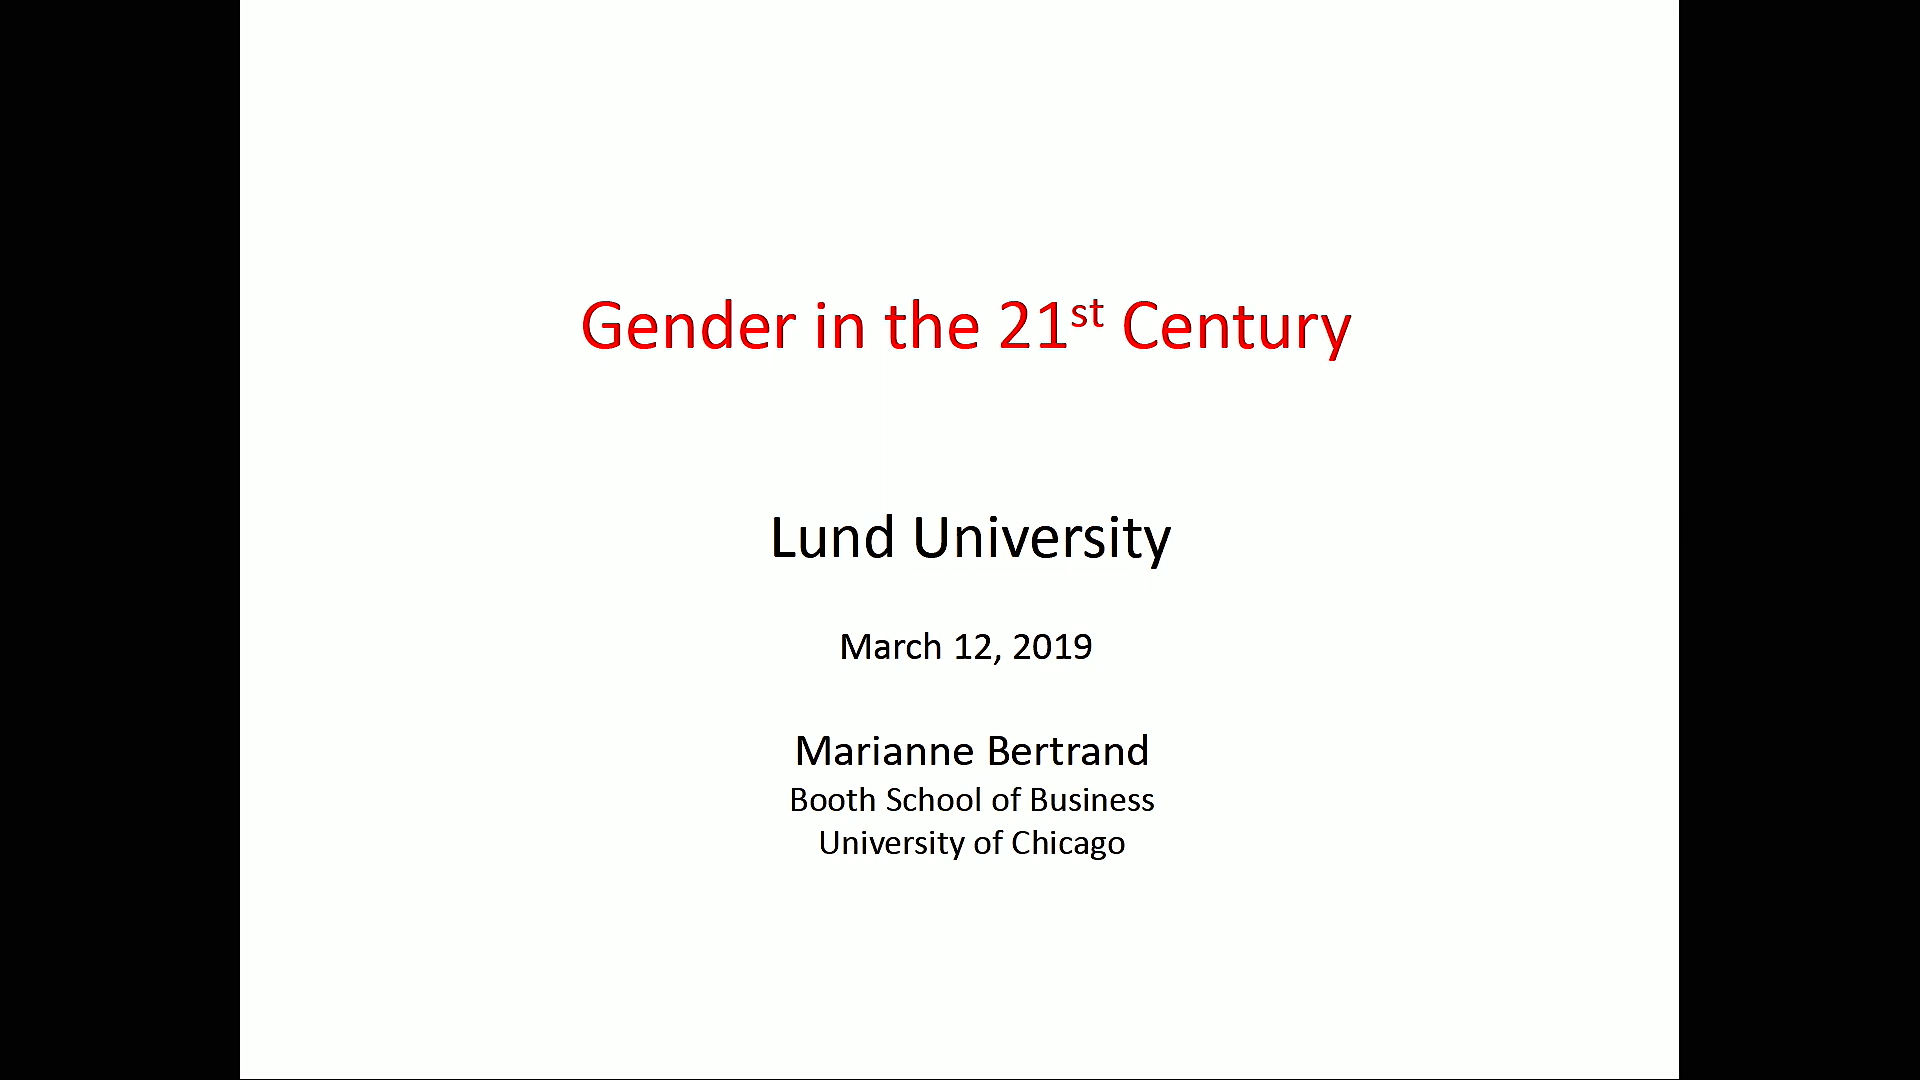 Gender in the 21st Century
Lund University
March 12, 2019
Marianne Bertrand
Booth School of Business
University of Chicago